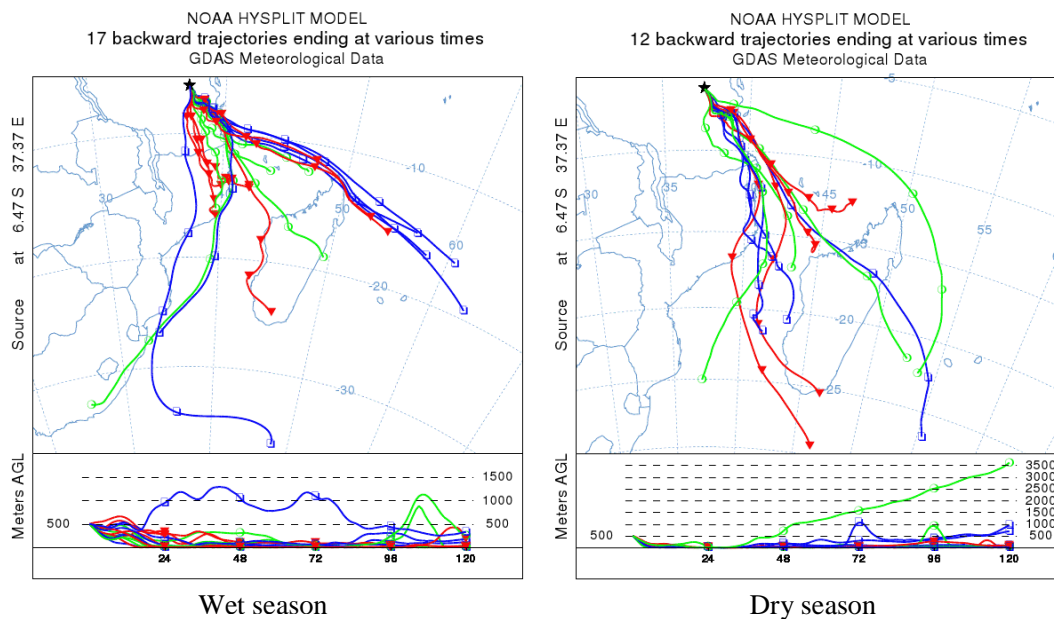 NOAA HYSPLIT MODEL
17 backward trajectories ending at various times
GDAS Meteorological Data
Source ★ at 6.47 S 37.37 E
30
40
50
60
-10
-20
-30
Meters AGL
500
1500
1000
500
24 48 72 96 120
Wet season
NOAA HYSPLIT MODEL
12 backward trajectories ending at various times
GDAS Meteorological Data
Source ★ at 6.47 S 37.37 E
-5
-10
30
35
45
50
55
-15
-20
-25
Meters AGL
500
3500
3000
2500
2000
1500
1000
500
24 48 72 96 120
Dry season